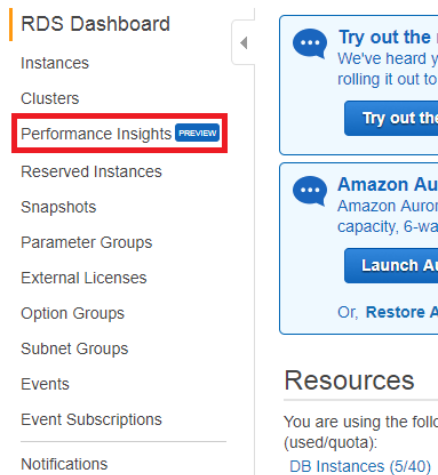 RDS Dashboard
Instances
Clusters
Performance Insights PREVIEW
Reserved Instances
Snapshots
Parameter Groups
External Licenses
Option Groups
Subnet Groups
Events
Event Subscriptions
Notifications
Try out the
We've heard
rolling it out to
Try out the
Amazon Au
Amazon Auror
capacity, 6-wa
Launch Au
Or, Restore A
Resources
You are using the follo
(used/quota):
DB Instances (5/40)